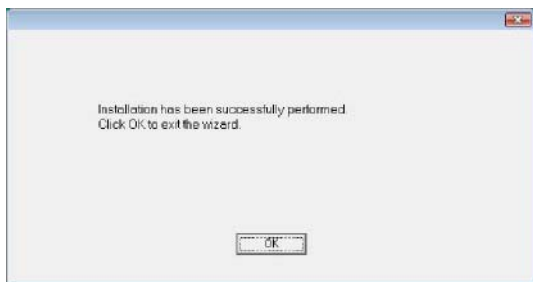 Installation has been successfully performed.
Click OK to exit the wizard.
OK